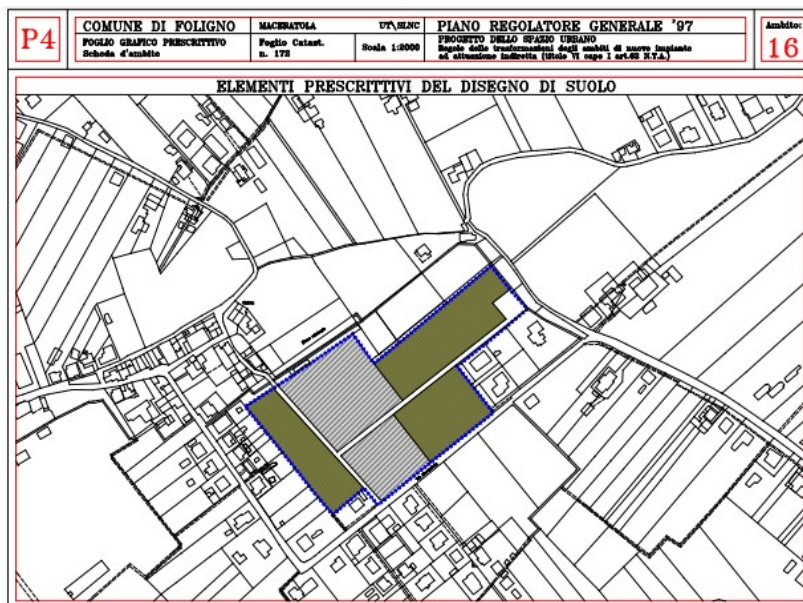 P4
COMUNE DI FOLIGNO
FOGLIO GRAFICO PRESCRITTIVO
Scheda d'ambito
MACERATOLA
Foglio Catast.
n. 172
UT\SLNC
Scala 1:2000
PIANO REGOLATORE GENERALE '97
PROGETTO DELLO SPAZIO URBANO
Regole delle trasformazioni degli ambiti di nuovo impianto
ad attuazione indiretta (titolo VI capo I art.62 N.T.A.)
Ambito:
16
ELEMENTI PRESCRITTIVI DEL DISEGNO DI SUOLO